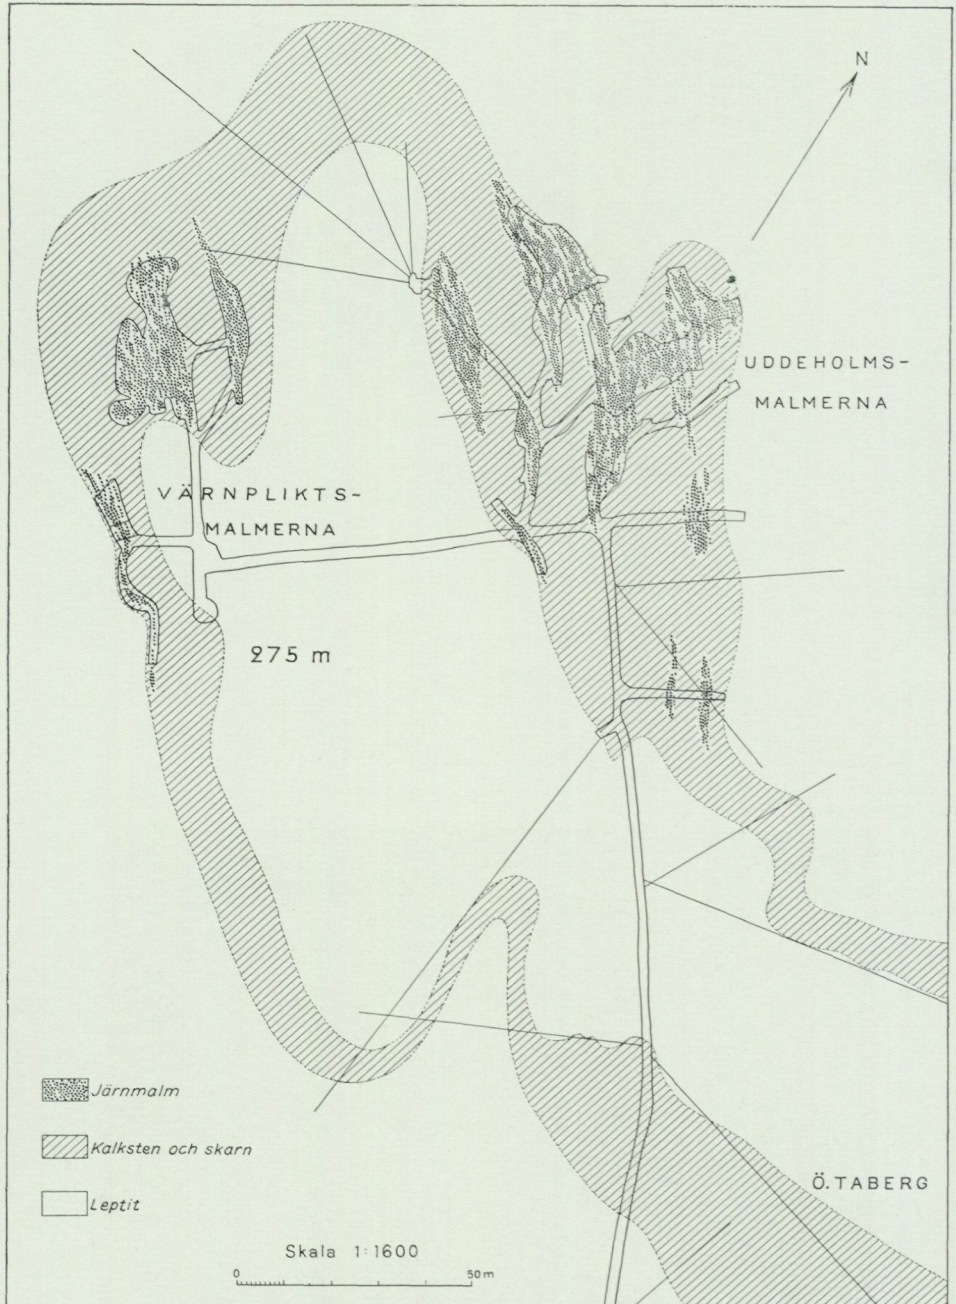 N
UDDEHOLMS-
MALMERNA
VÄRNPLIKTS-
MALMERNA
275 m
Järnmalm
Kalksten och skarn
Leptit
Ö. TABERG
Skala 1:1600
0 50 m